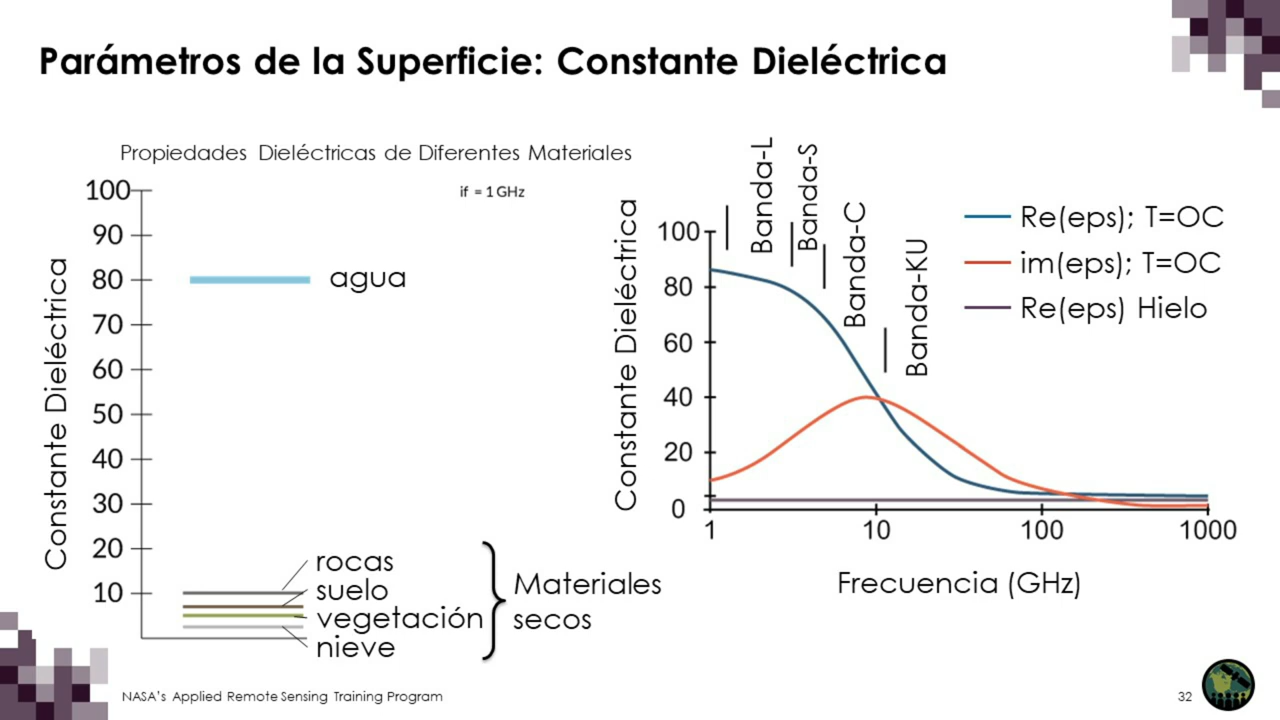 Parámetros de la Superficie: Constante Dieléctrica
Propiedades Dieléctricas de Diferentes Materiales
if = 1 GHz
Constante Dieléctrica
100
90
80
70
60
50
40
30
20
10
agua
rocas
suelo
vegetación
nieve
Materiales
secos
Constante Dieléctrica
100
80
60
40
20
0
1
10
100
1000
Frecuencia (GHz)
Banda-L
Banda-S
Banda-C
Banda-KU
Re(eps); T=OC
im(eps); T=OC
Re(eps) Hielo
NASA's Applied Remote Sensing Training Program
32